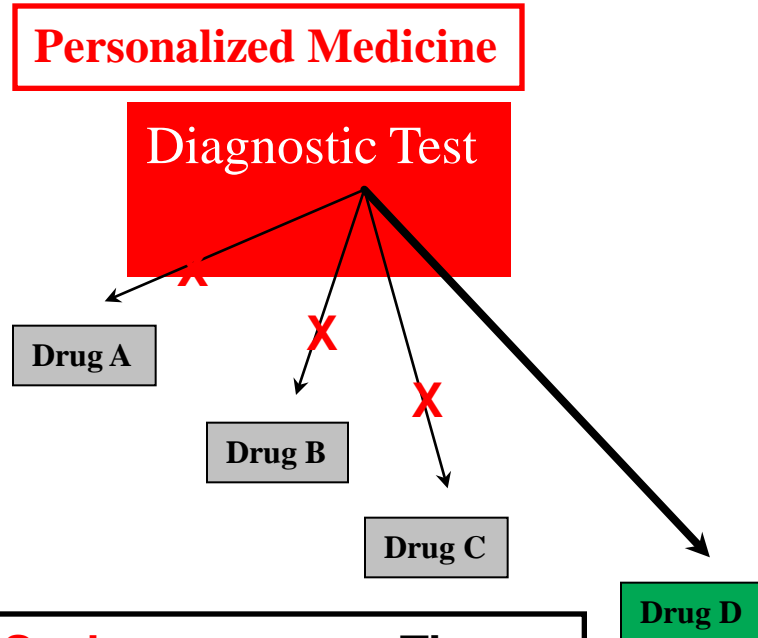 Personalized Medicine
Diagnostic Test
X
X
X
Drug A
Drug B
Drug C
Drug D